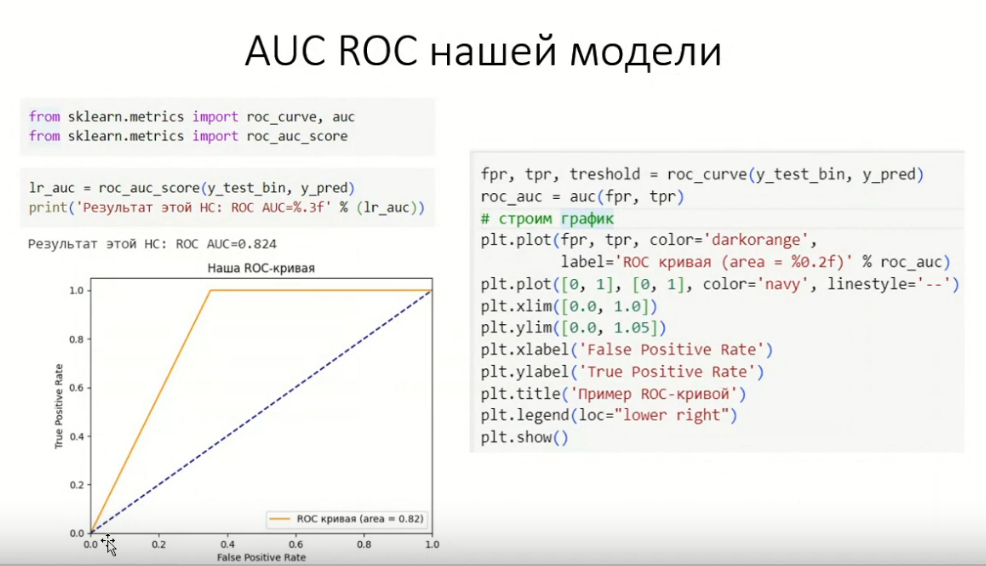 AUC ROC нашей модели
from sklearn.metrics import roc_curve, auc
from sklearn.metrics import roc_auc_score
lr_auc = roc_auc_score(y_test_bin, y_pred)
print('Результат этой НС: ROC AUC=%.3f' % (lr_auc))
Результат этой НС: ROC AUC=0.824
Наша ROC-кривая
True Positive Rate
1.0
0.8
0.6
0.4
0.2
0.0
ROC кривая (area = 0.82)
0.0 0.2 0.4 0.6 0.8 1.0
False Positive Rate
fpr, tpr, treshold = roc_curve(y_test_bin, y_pred)
roc_auc = auc(fpr, tpr)
# строим график
plt.plot(fpr, tpr, color='darkorange',
label='ROC кривая (area = %0.2f)' % roc_auc)
plt.plot([0, 1], [0, 1], color='navy', linestyle='--')
plt.xlim([0.0, 1.0])
plt.ylim([0.0, 1.05])
plt.xlabel('False Positive Rate')
plt.ylabel('True Positive Rate')
plt.title('Пример ROC-кривой')
plt.legend(loc="lower right")
plt.show()